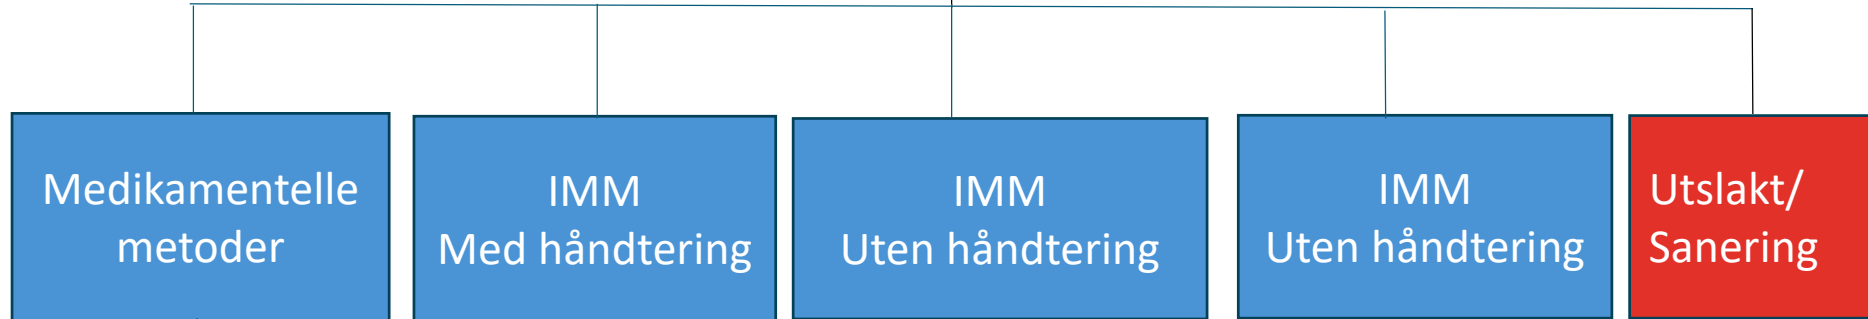 Medikamentelle
metoder
IMM
Med håndtering
IMM
Uten håndtering
IMM
Uten håndtering
Utslakt/
Sanering